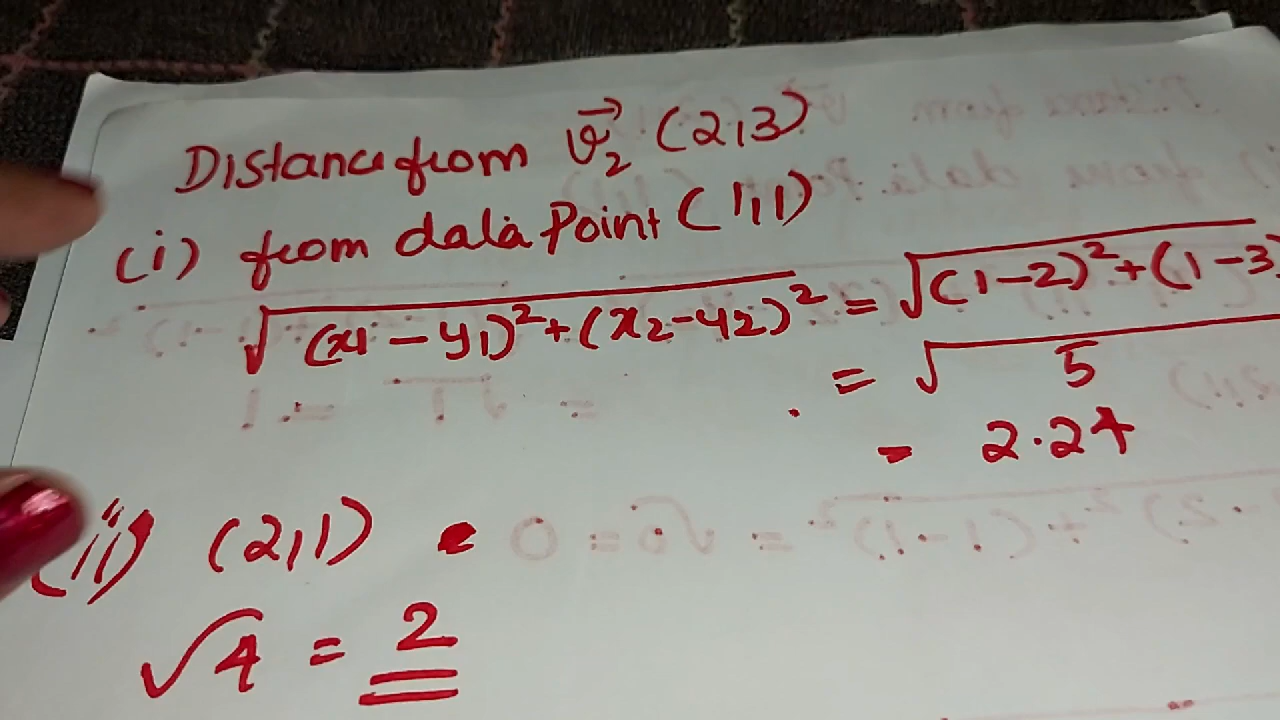 Distance from v⃗₂ (2,3)
(i) from data Point (1,1)
√(x1 - y1)² + (x2 - y2)² = √(1-2)² + (1-3
= √5
= 2.24
(ii) (2,1)
√4 = 2